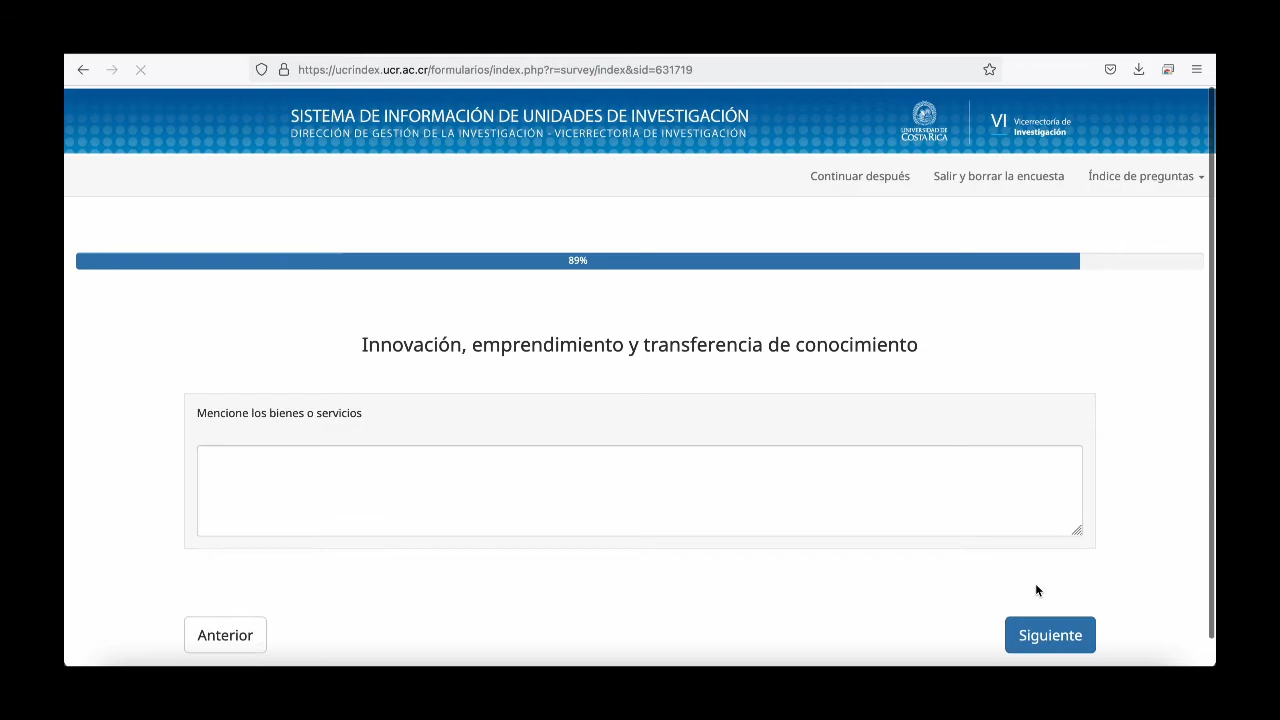 https://ucrindex.ucr.ac.cr/formularios/index.php?r=survey/index&sid=631719
SISTEMA DE INFORMACIÓN DE UNIDADES DE INVESTIGACIÓN
DIRECCIÓN DE GESTIÓN DE LA INVESTIGACIÓN - VICERRECTORÍA DE INVESTIGACIÓN
UNIVERSIDAD DE
COSTA RICA
VI Vicerrectoría de
Investigación
Continuar después Salir y borrar la encuesta Índice de preguntas
89%
Innovación, emprendimiento y transferencia de conocimiento
Mencione los bienes o servicios
Anterior Siguiente